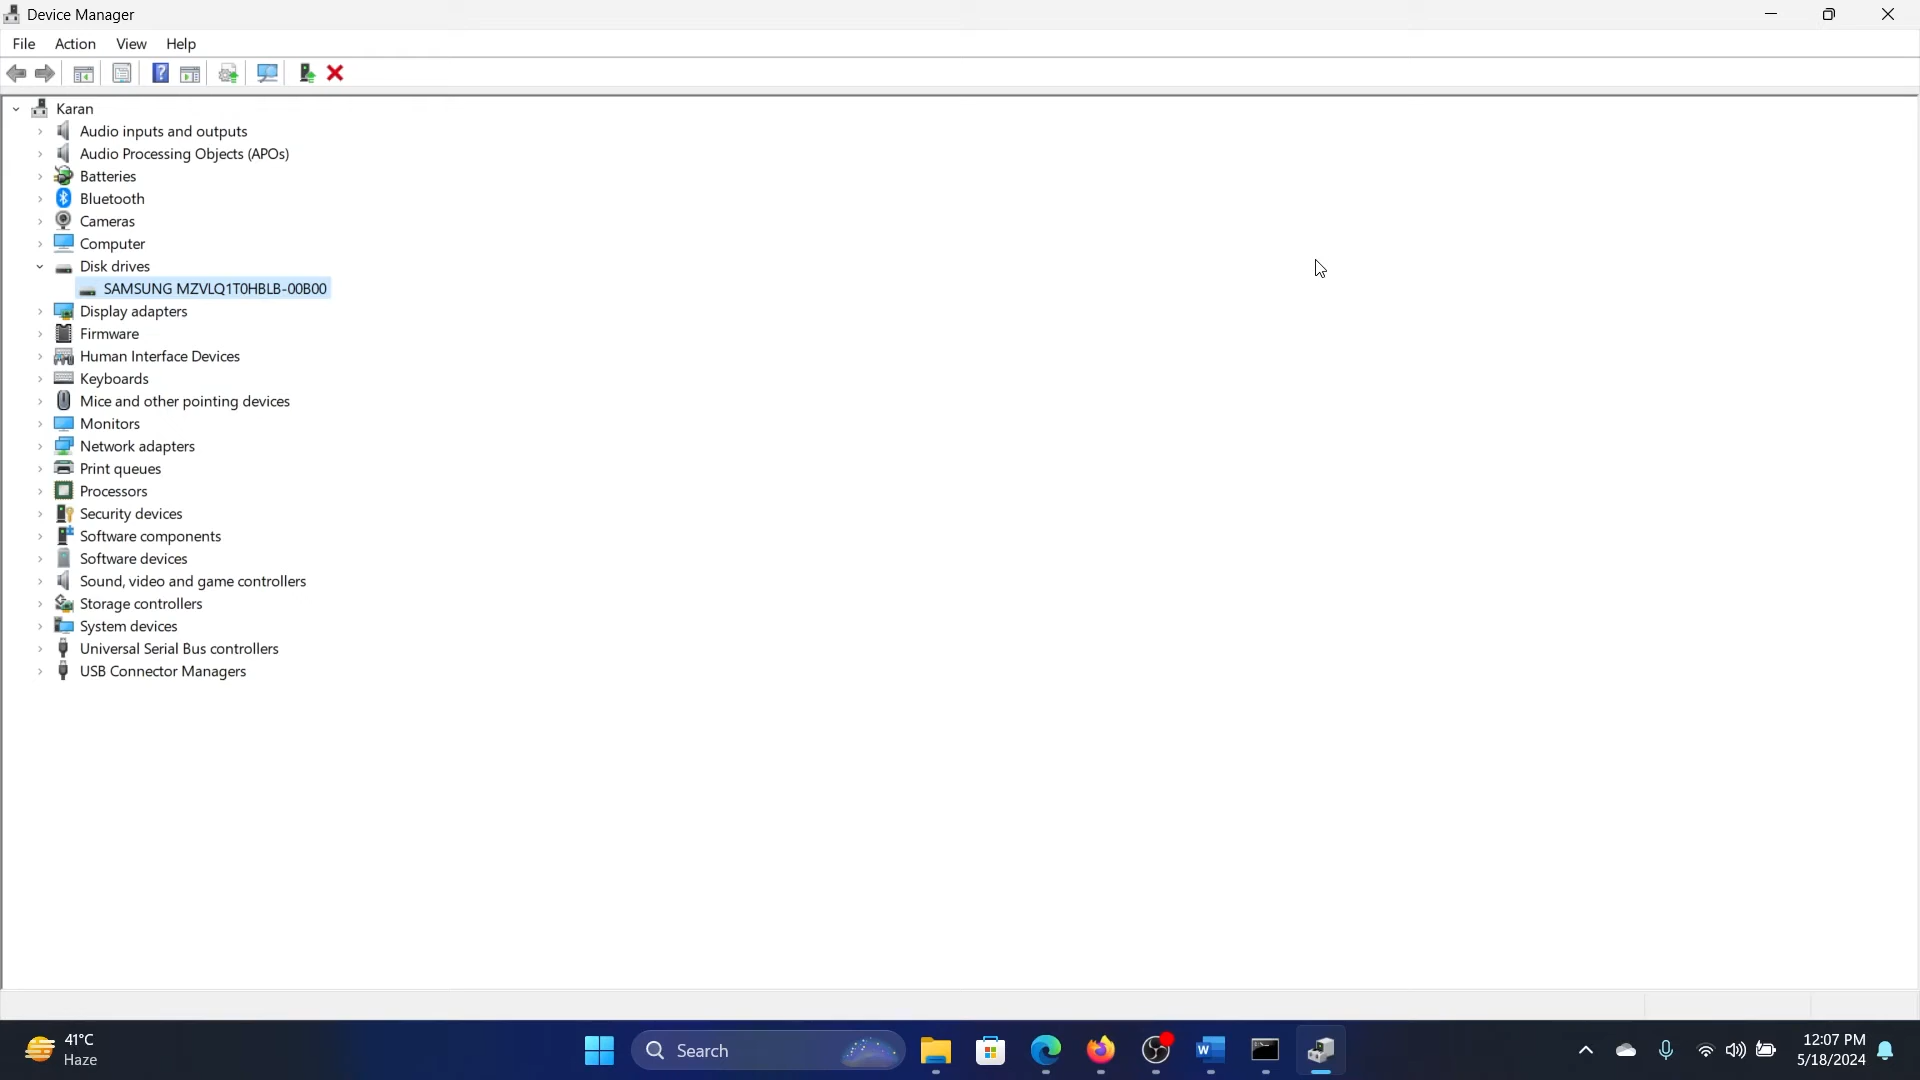 Device Manager
File Action View Help
Karan
Audio inputs and outputs
Audio Processing Objects (APOs)
Batteries
Bluetooth
Cameras
Computer
Disk drives
SAMSUNG MZVLQ1T0HBLB-00B00
Display adapters
Firmware
Human Interface Devices
Keyboards
Mice and other pointing devices
Monitors
Network adapters
Print queues
Processors
Security devices
Software components
Software devices
Sound, video and game controllers
Storage controllers
System devices
Universal Serial Bus controllers
USB Connector Managers
41°C
Haze
Search
12:07 PM
5/18/2024